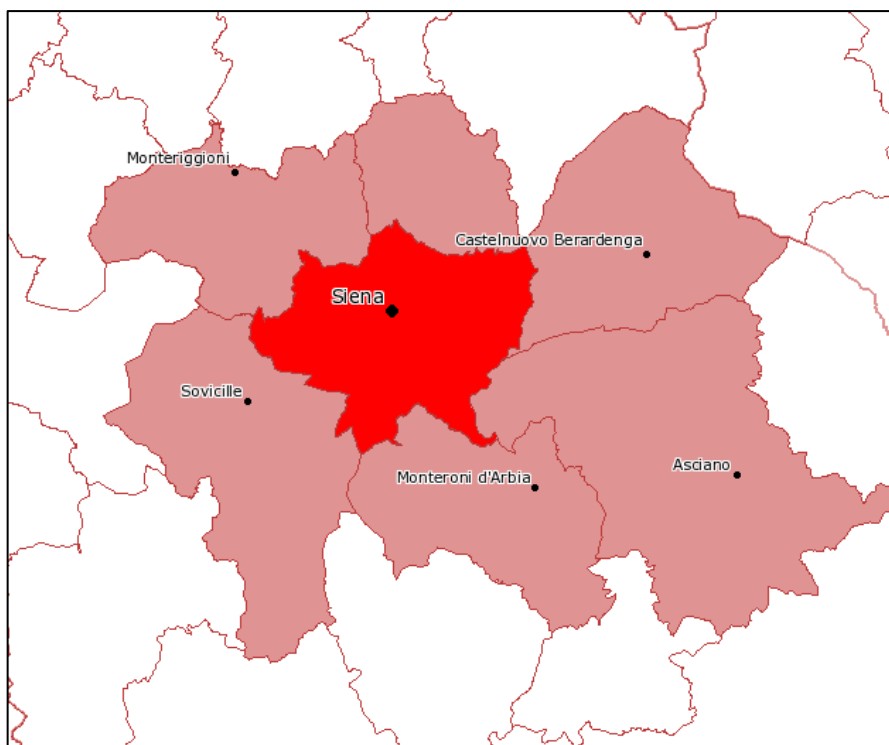 Monteriggioni
Castelnuovo Berardenga
Siena
Sovicille
Asciano
Monteroni d'Arbia